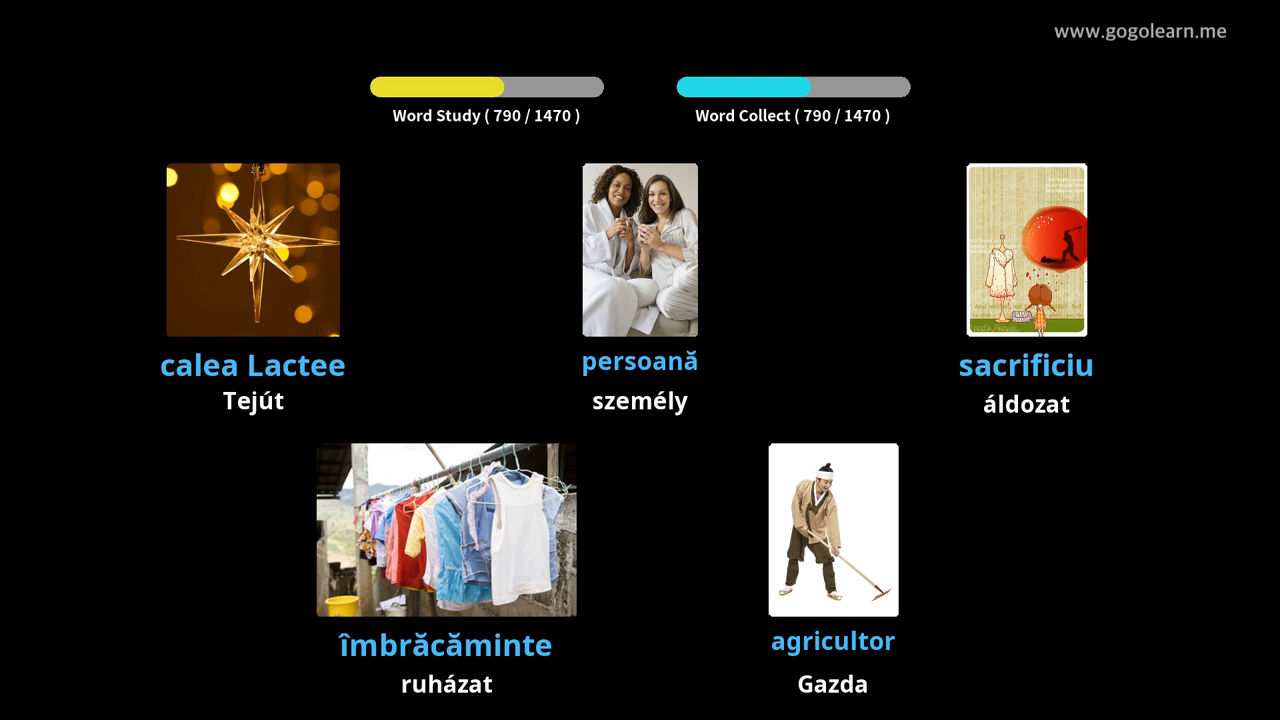 www.gogolearn.me
Word Study ( 790 / 1470 )
Word Collect ( 790 / 1470 )
calea Lactee
Tejút
persoană
személy
sacrificiu
áldozat
îmbrăcăminte
ruházat
agricultor
Gazda